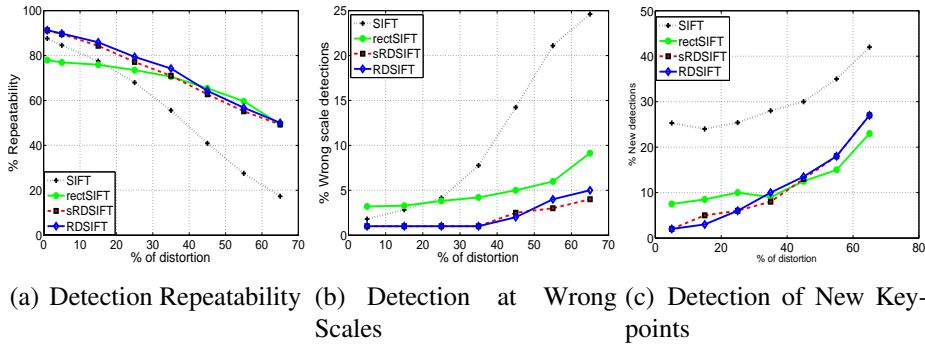 100
80
60
40
20
0
% Repeatability
SIFT
rectSIFT
sRDSIFT
RDSIFT
0 10 20 30 40 50 60 70
% of distortion
25
20
15
10
5
0
% Wrong scale detections
SIFT
rectSIFT
sRDSIFT
RDSIFT
0 10 20 30 40 50 60 70
% of distortion
50
40
30
20
10
0
% New detections
SIFT
rectSIFT
sRDSIFT
RDSIFT
0 20 40 60 80
% of distortion
(a) Detection Repeatability
(b) Detection at Wrong
Scales
(c) Detection of New Key-
points